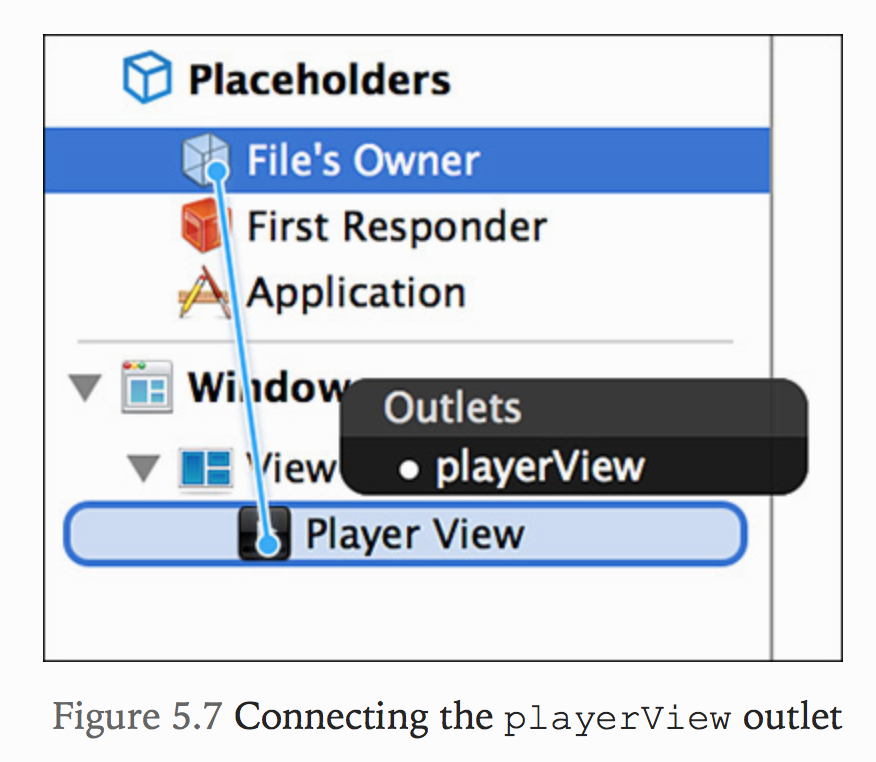 Placeholders
File's Owner
First Responder
Application
Window
Outlets
View
playerView
Player View
Figure 5.7 Connecting the playerView outlet